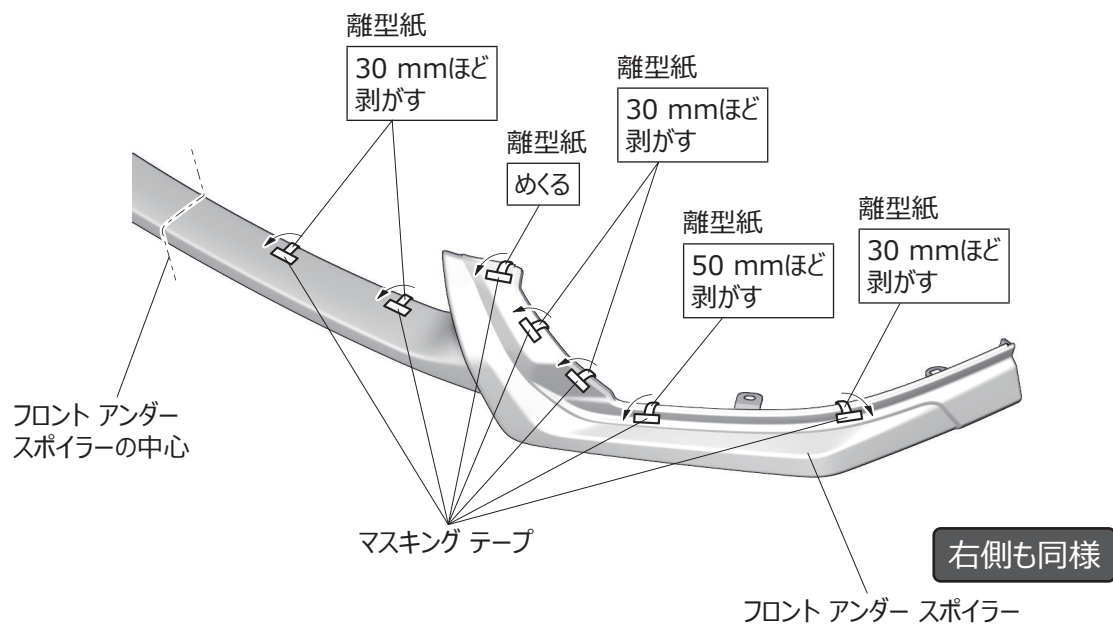 離型紙
30 mmほど
剥がす
離型紙
30 mmほど
剥がす
離型紙
めくる
離型紙
50 mmほど
剥がす
離型紙
30 mmほど
剥がす
フロント アンダー
スポイラーの中心
マスキング テープ
右側も同様
フロント アンダー スポイラー